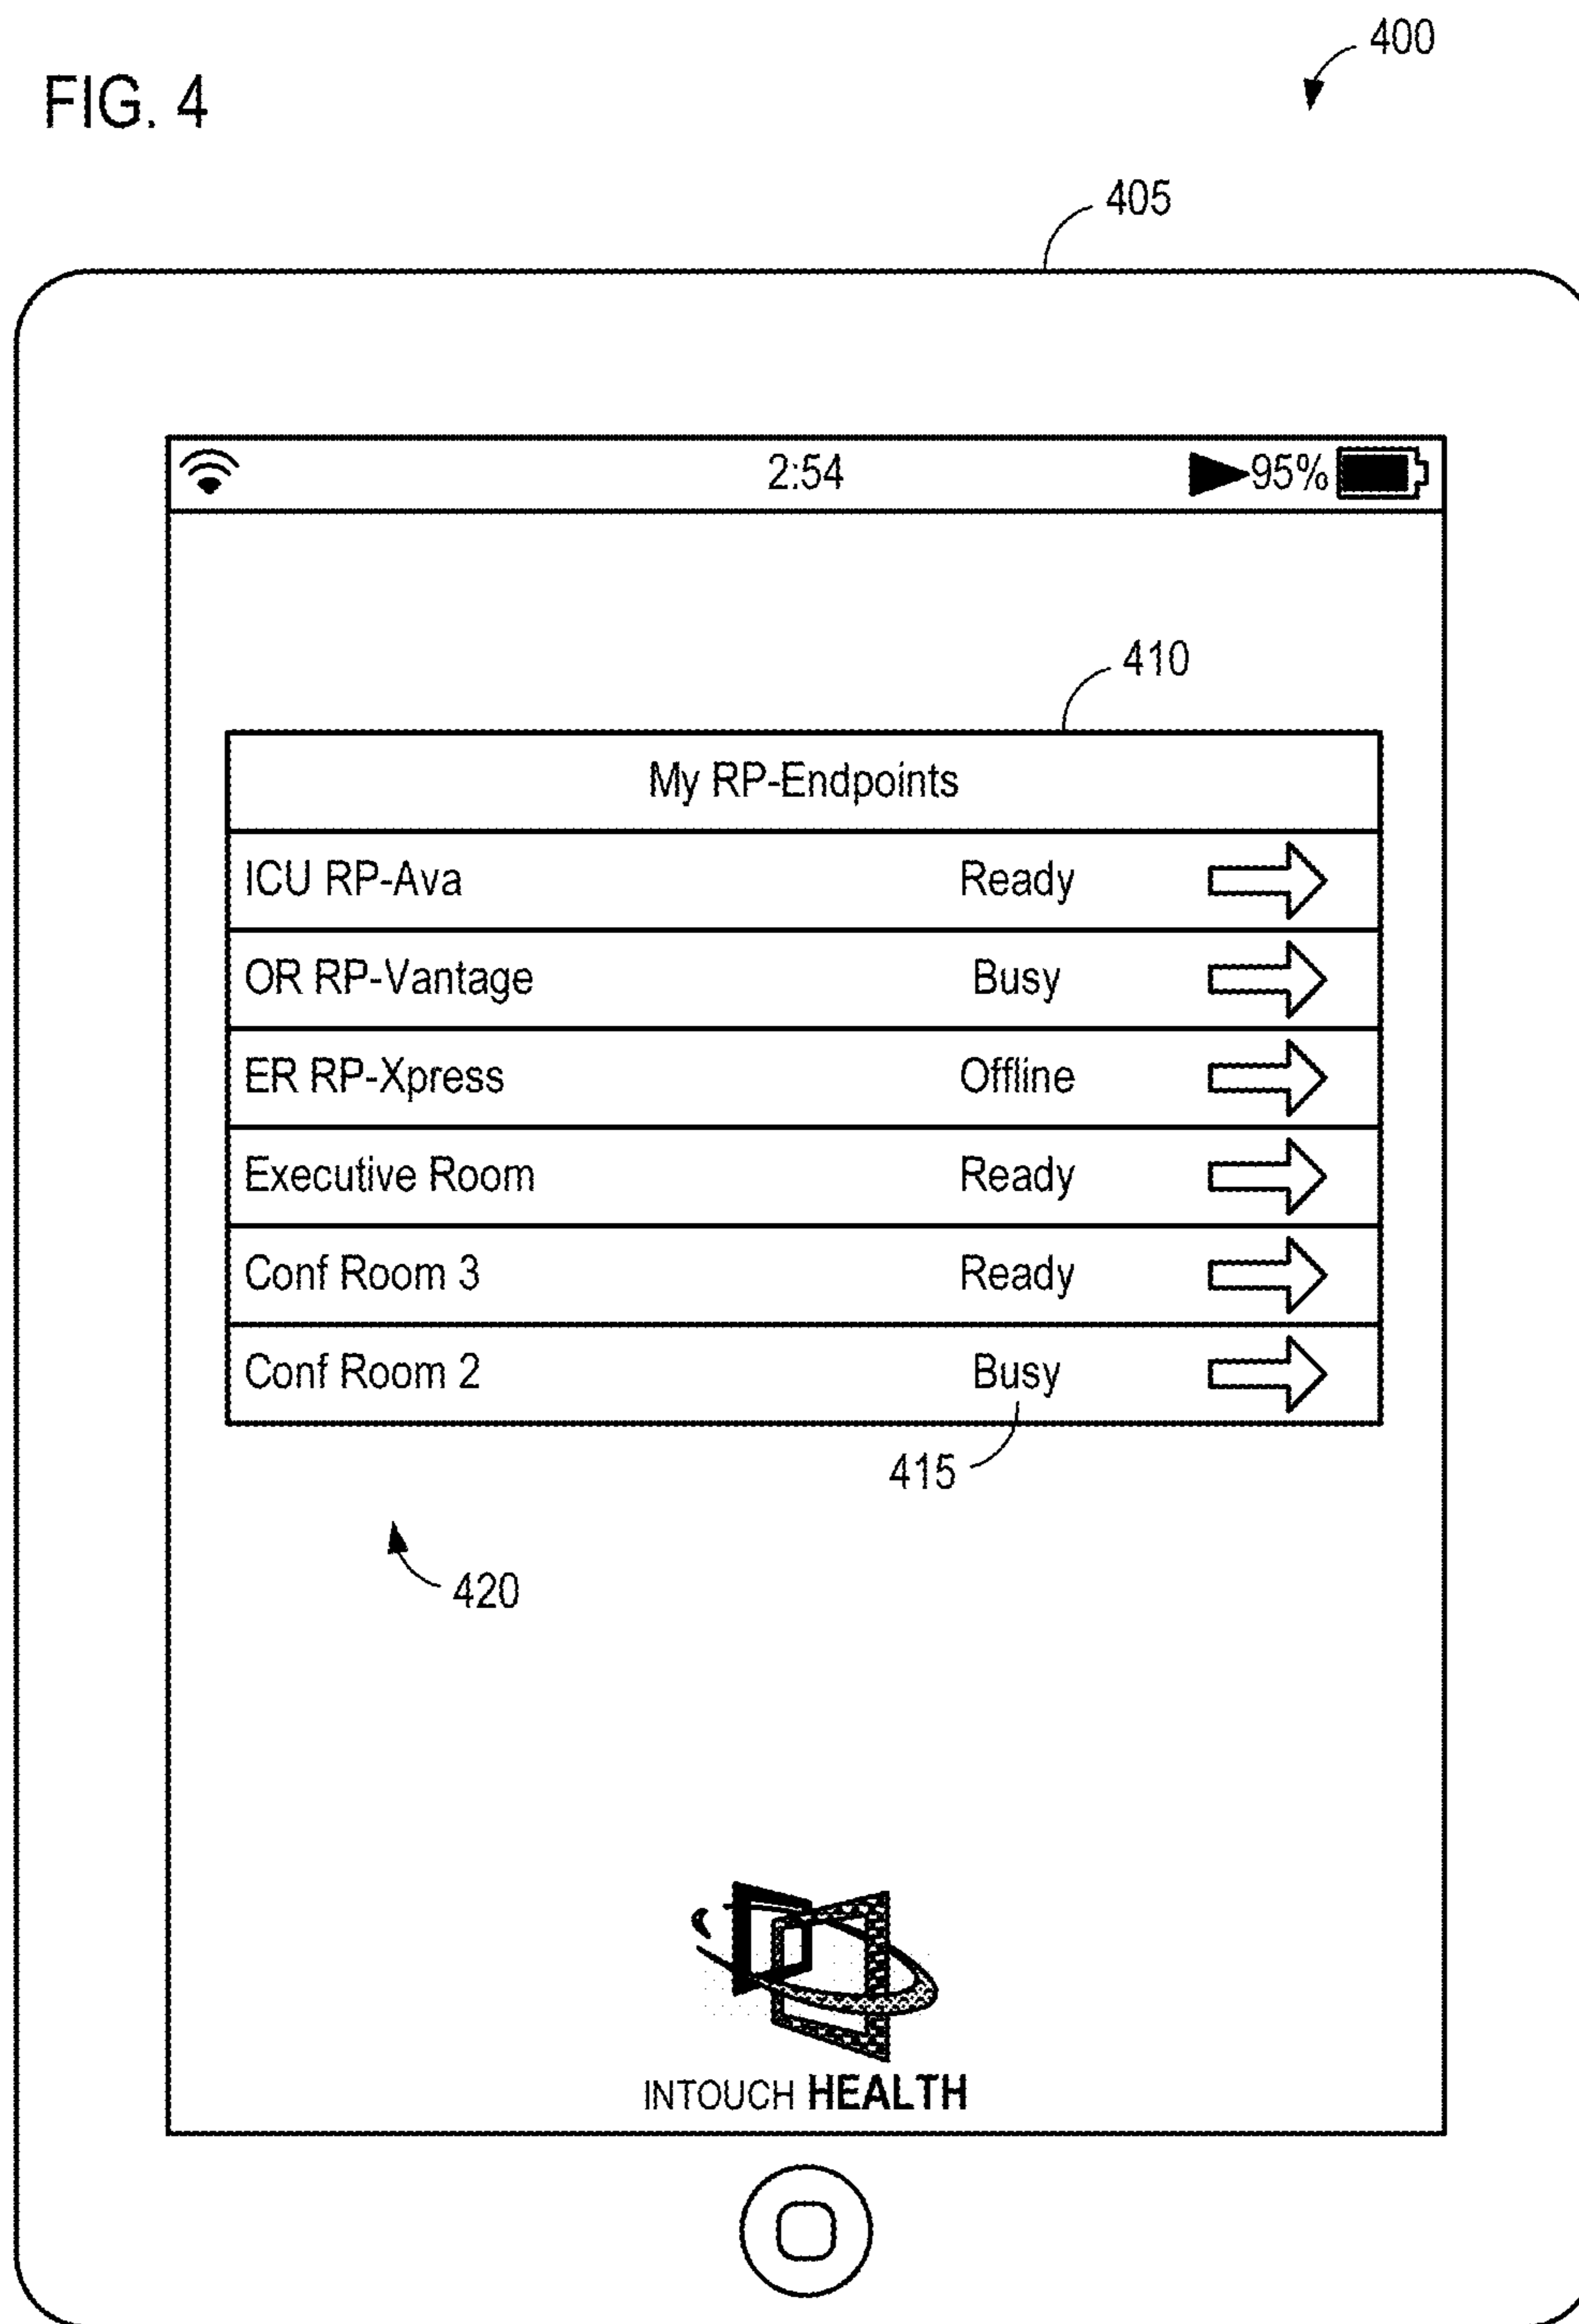 FIG. 4
400
405
2:54 95%
410
My RP-Endpoints
ICU RP-Ava Ready
OR RP-Vantage Busy
ER RP-Xpress Offline
Executive Room Ready
Conf Room 3 Ready
Conf Room 2 Busy
415
420
INTOUCH HEALTH